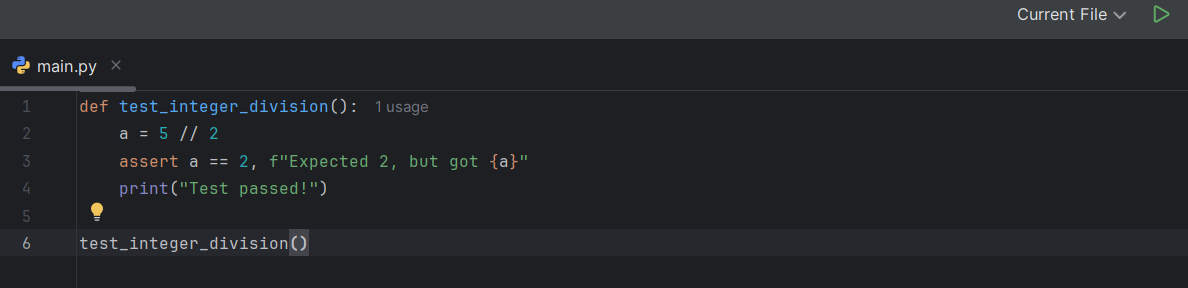 Current File
main.py
1 def test_integer_division(): 1 usage
2     a = 5 // 2
3     assert a == 2, f"Expected 2, but got {a}"
4     print("Test passed!")
5
6 test_integer_division()